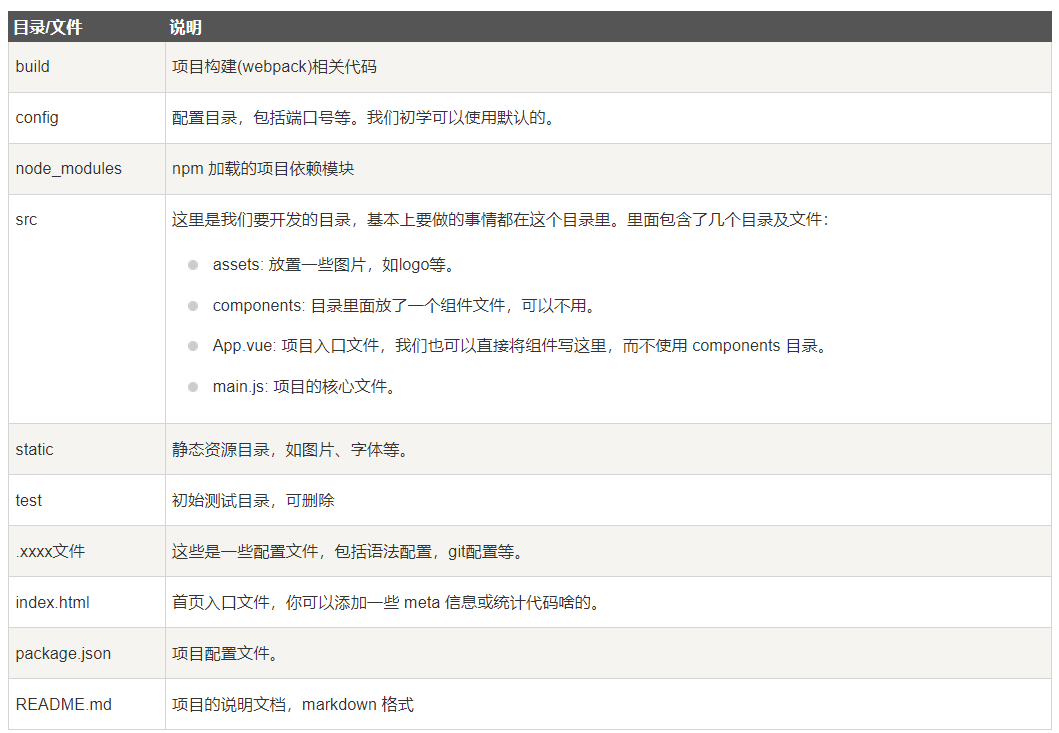 目录/文件 说明
build 项目构建(webpack)相关代码
config 配置目录，包括端口号等。我们初学可以使用默认的。
node_modules npm 加载的项目依赖模块
src 这里是我们要开发的目录，基本上要做的事情都在这个目录里。里面包含了几个目录及文件：
assets: 放置一些图片，如logo等。
components: 目录里面放了一个组件文件，可以不用。
App.vue: 项目入口文件，我们也可以直接将组件写这里，而不使用 components 目录。
main.js: 项目的核心文件。
static 静态资源目录，如图片、字体等。
test 初始测试目录，可删除
.xxxx文件 这些是一些配置文件，包括语法配置，git配置等。
index.html 首页入口文件，你可以添加一些 meta 信息或统计代码啥的。
package.json 项目配置文件。
README.md 项目的说明文档，markdown 格式